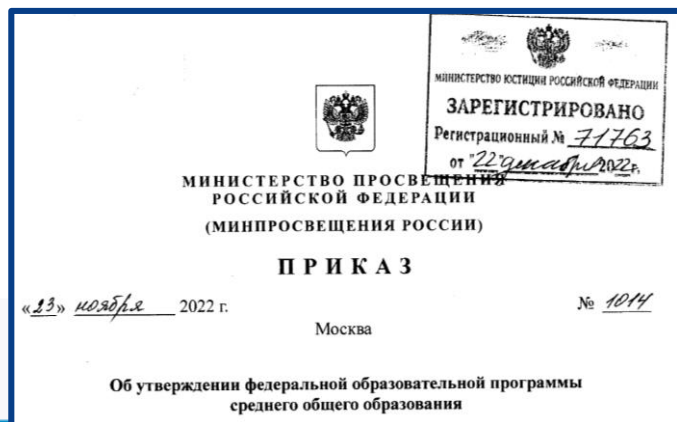 МИНИСТЕРСТВО ЮСТИЦИИ РОССИЙСКОЙ ФЕДЕРАЦИИ
ЗАРЕГИСТРИРОВАНО
Регистрационный № 71763
от "22" декабря 2022г.
МИНИСТЕРСТВО ПРОСВЕЩЕНИЯ
РОССИЙСКОЙ ФЕДЕРАЦИИ
(МИНПРОСВЕЩЕНИЯ РОССИИ)
ПРИКАЗ
«23» ноября 2022 г.
№ 1014
Москва
Об утверждении федеральной образовательной программы
среднего общего образования